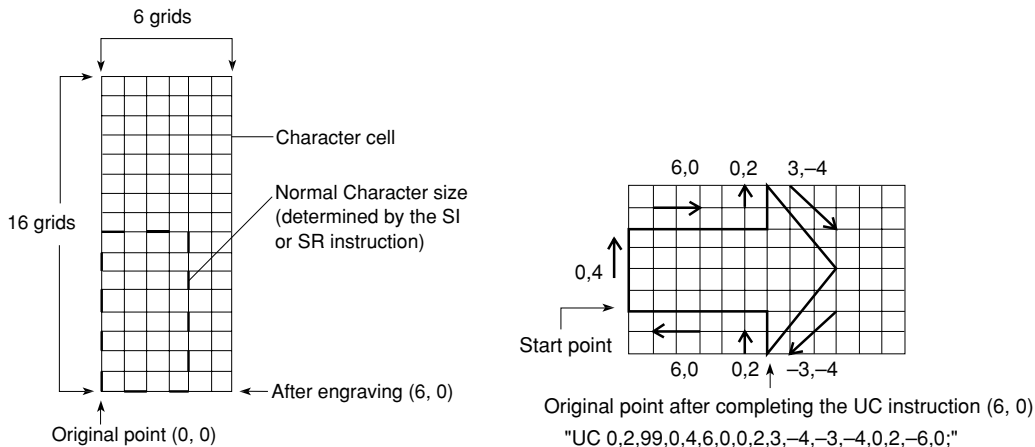 6 grids
16 grids
Character cell
Normal Character size
(determined by the SI
or SR instruction)
After engraving (6, 0)
Original point (0, 0)
6,0 0,2 3,–4
0,4
Start point
6,0 0,2 –3,–4
Original point after completing the UC instruction (6, 0)
"UC 0,2,99,0,4,6,0,0,2,3,–4,–3,–4,0,2,–6,0;"